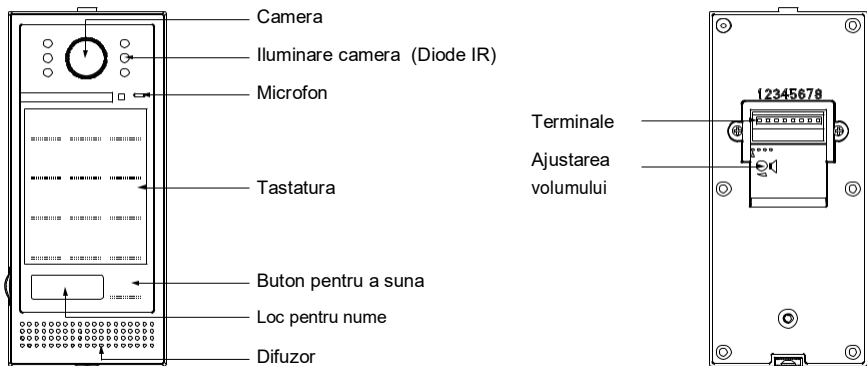 Camera
Iluminare camera (Diode IR)
Microfon
Tastatura
Buton pentru a suna
Loc pentru nume
Difuzor
12345678
Terminale
Ajustarea
volumului